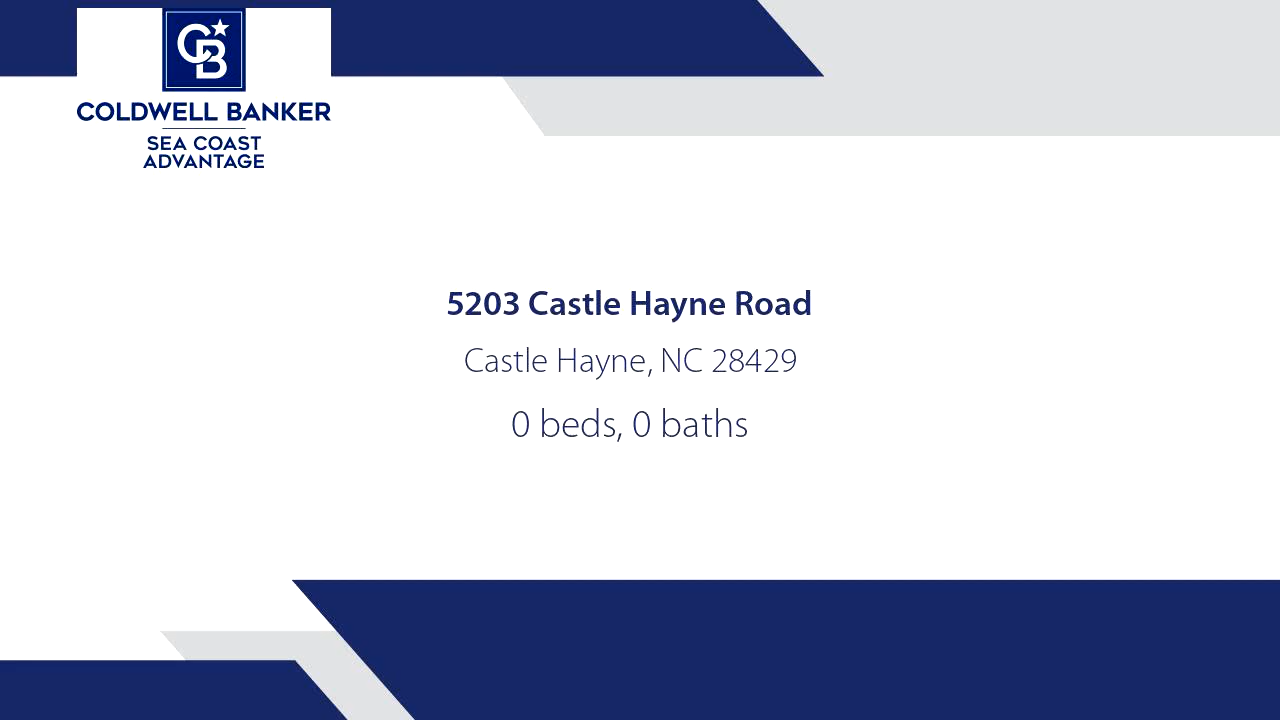 CB
COLDWELL BANKER
SEA COAST
ADVANTAGE
5203 Castle Hayne Road
Castle Hayne, NC 28429
0 beds, 0 baths